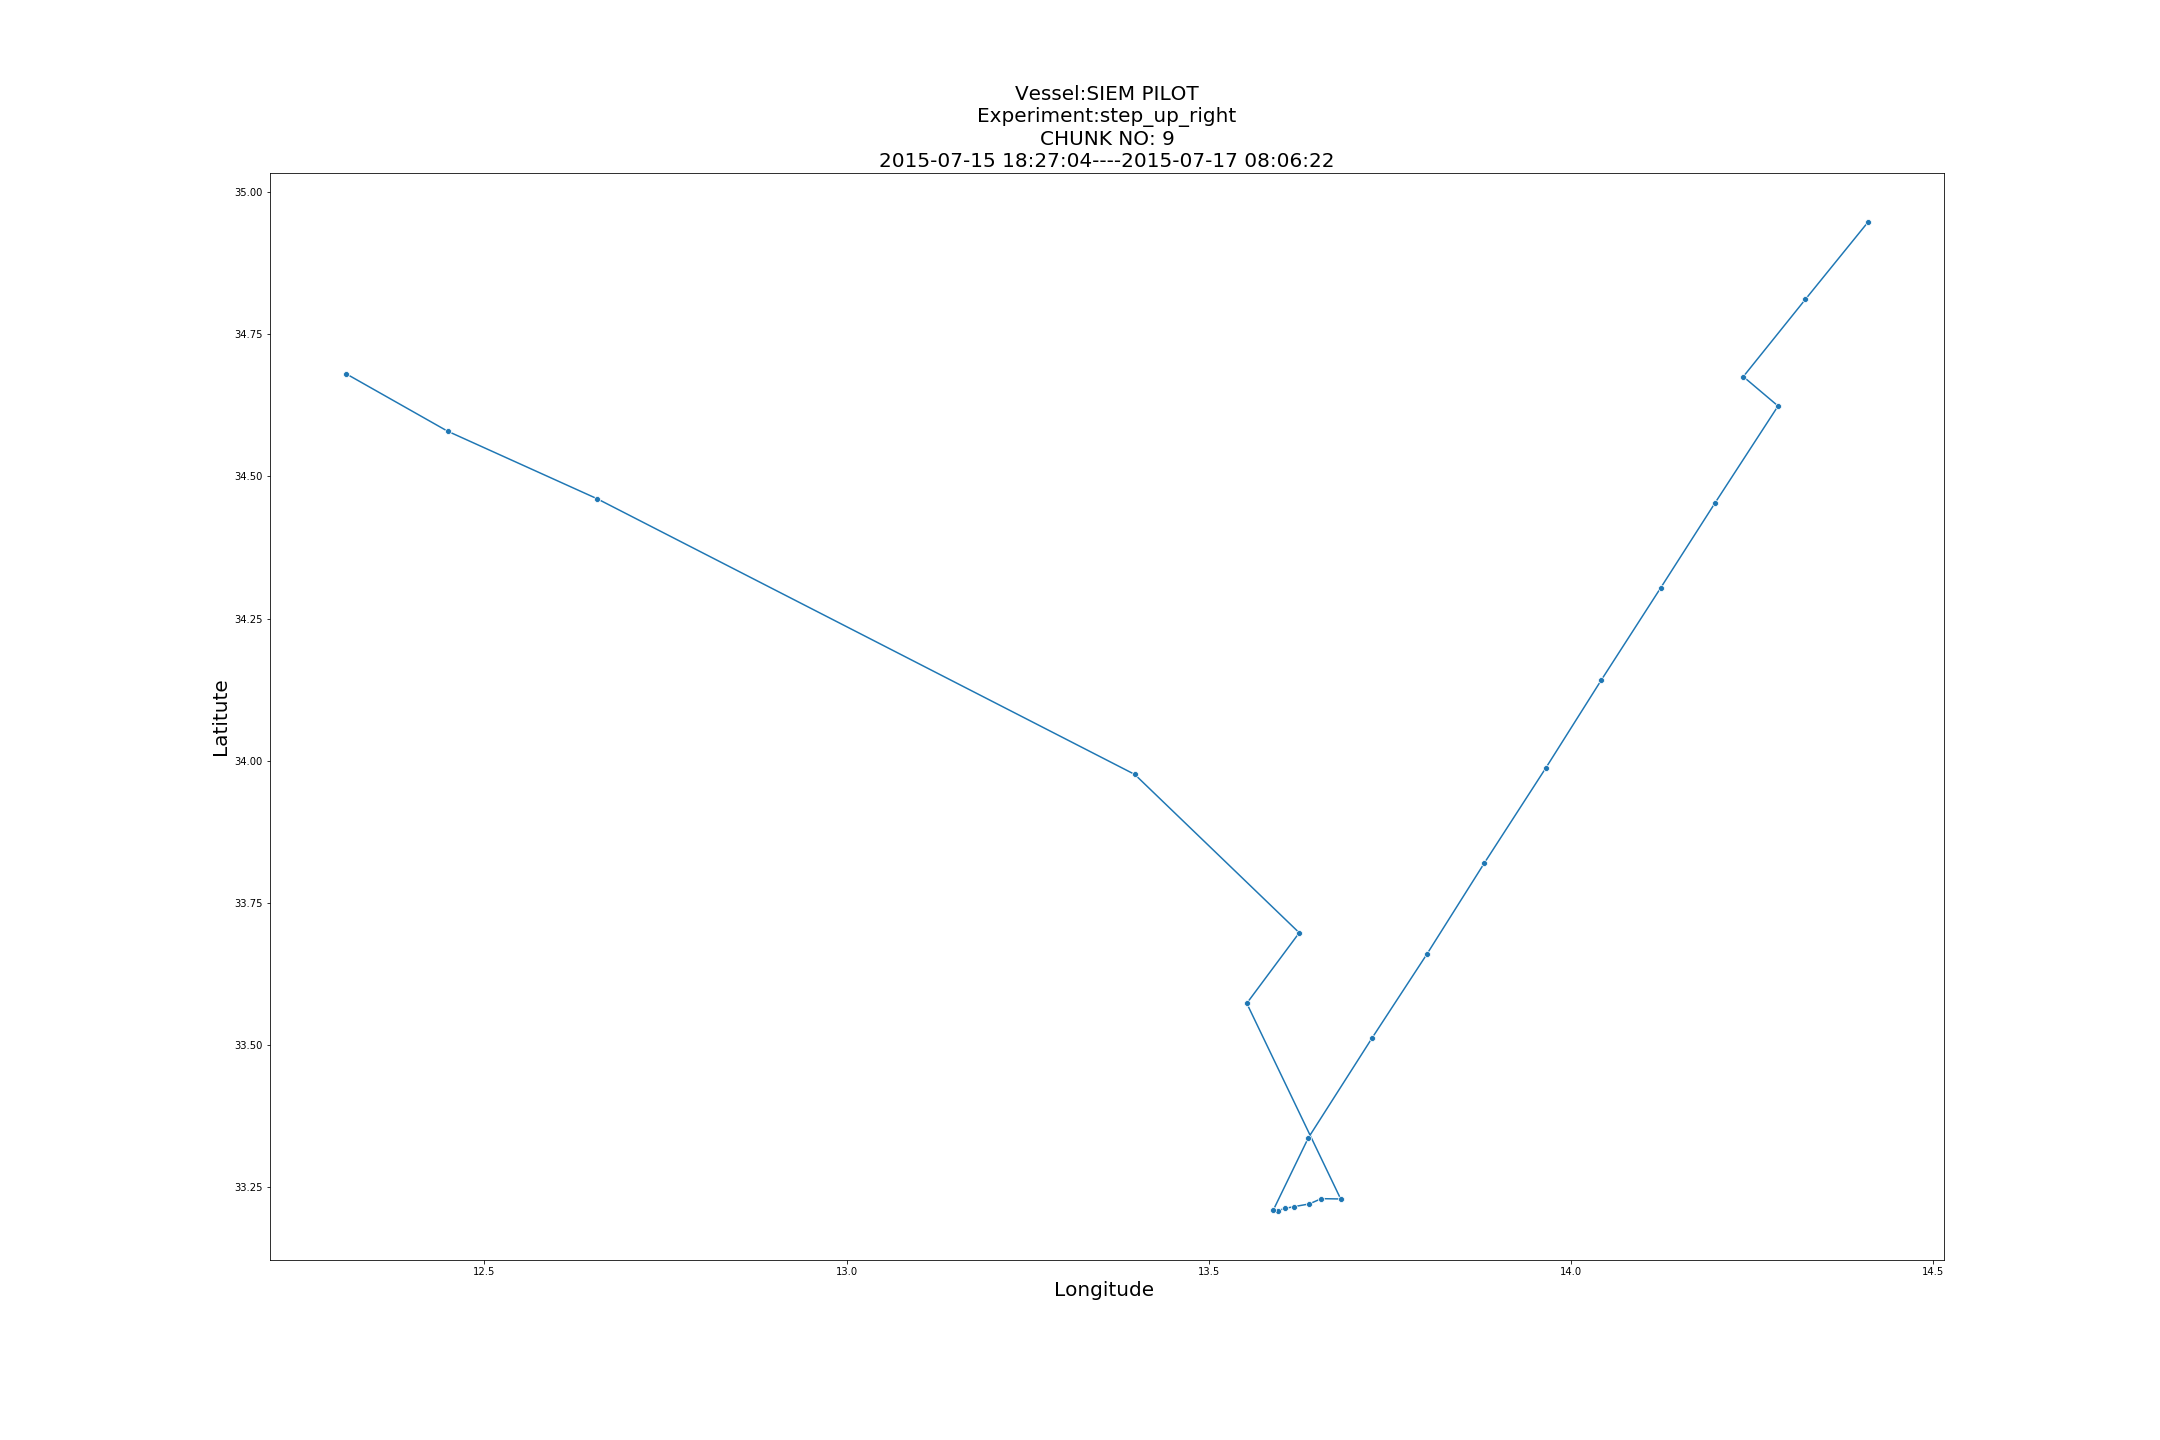 Vessel:SIEM PILOT
Experiment:step_up_right
CHUNK NO: 9
2015-07-15 18:27:04----2015-07-17 08:06:22
35.00
34.75
34.50
34.25
34.00
33.75
33.50
33.25
Latitute
12.5
13.0
13.5
14.0
14.5
Longitude